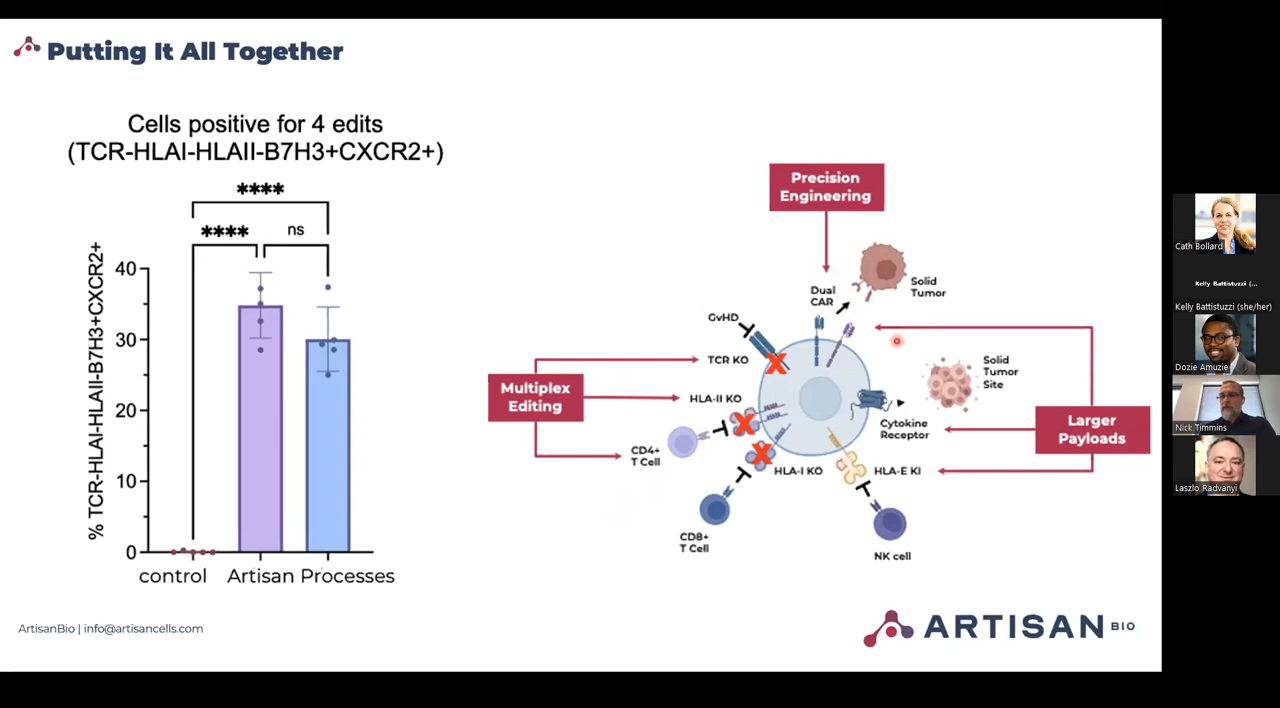 Putting It All Together
Cells positive for 4 edits
(TCR-HLAI-HLAII-B7H3+CXCR2+)
****
****
ns
% TCR-HLAI-HLAII-B7H3+CXCR2+
40
30
20
10
0
control
Artisan Processes
Precision
Engineering
Dual
CAR
Solid
Tumor
GvHD
TCR KO
Multiplex
Editing
HLA-II KO
CD4+
T Cell
HLA-I KO
CD8+
T Cell
Solid
Tumor
Site
Cytokine
Receptor
HLA-E KI
NK cell
Larger
Payloads
ArtisanBio | info@artisancells.com
ARTISAN BIO
Cath Bollard
Kelly Battistuzzi (...
Kelly Battistuzzi (she/her)
Dozie Amuzie
Nick Timmins
Laszlo Radvanyi